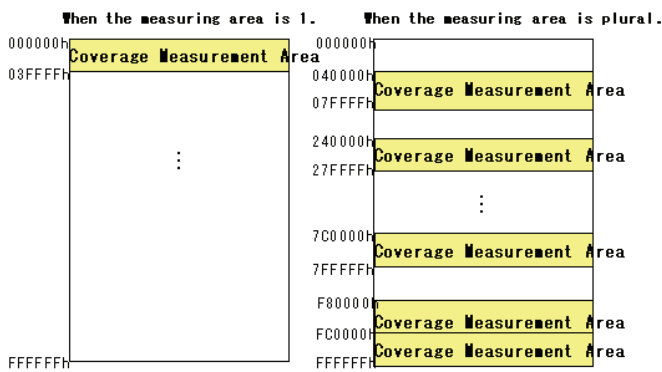 When the measuring area is 1.
000000h
Coverage Measurement Area
03FFFFh
⋮
FFFFFFh
When the measuring area is plural.
000000h
040000h
Coverage Measurement Area
07FFFFh
240000h
Coverage Measurement Area
27FFFFh
⋮
7C0000h
Coverage Measurement Area
7FFFFFh
F80000h
Coverage Measurement Area
FC0000h
Coverage Measurement Area
FFFFFFh